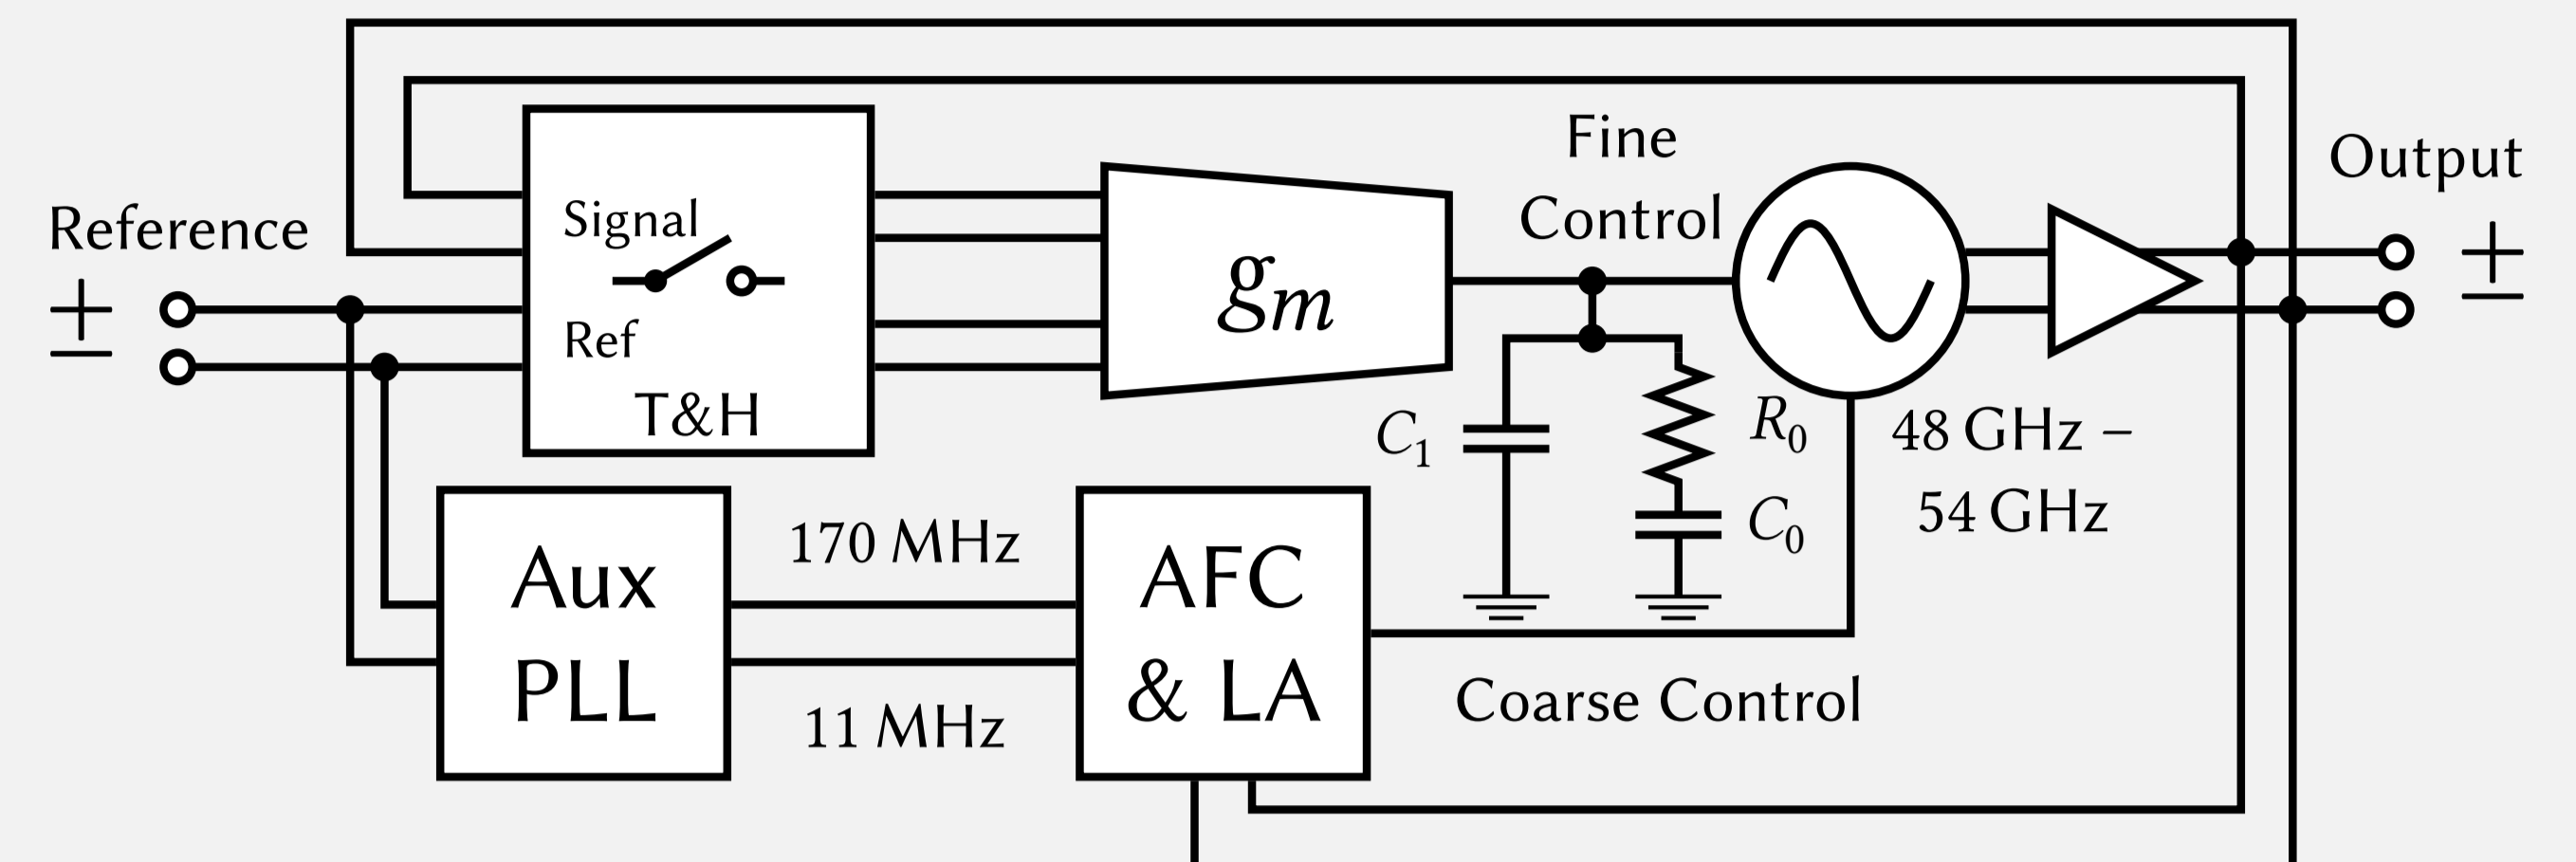 Reference
+
−
Signal
Ref
T&H
gm
Fine
Control
C1
R0
C0
48 GHz –
54 GHz
Output
+
−
Aux
PLL
170 MHz
11 MHz
AFC
& LA
Coarse Control